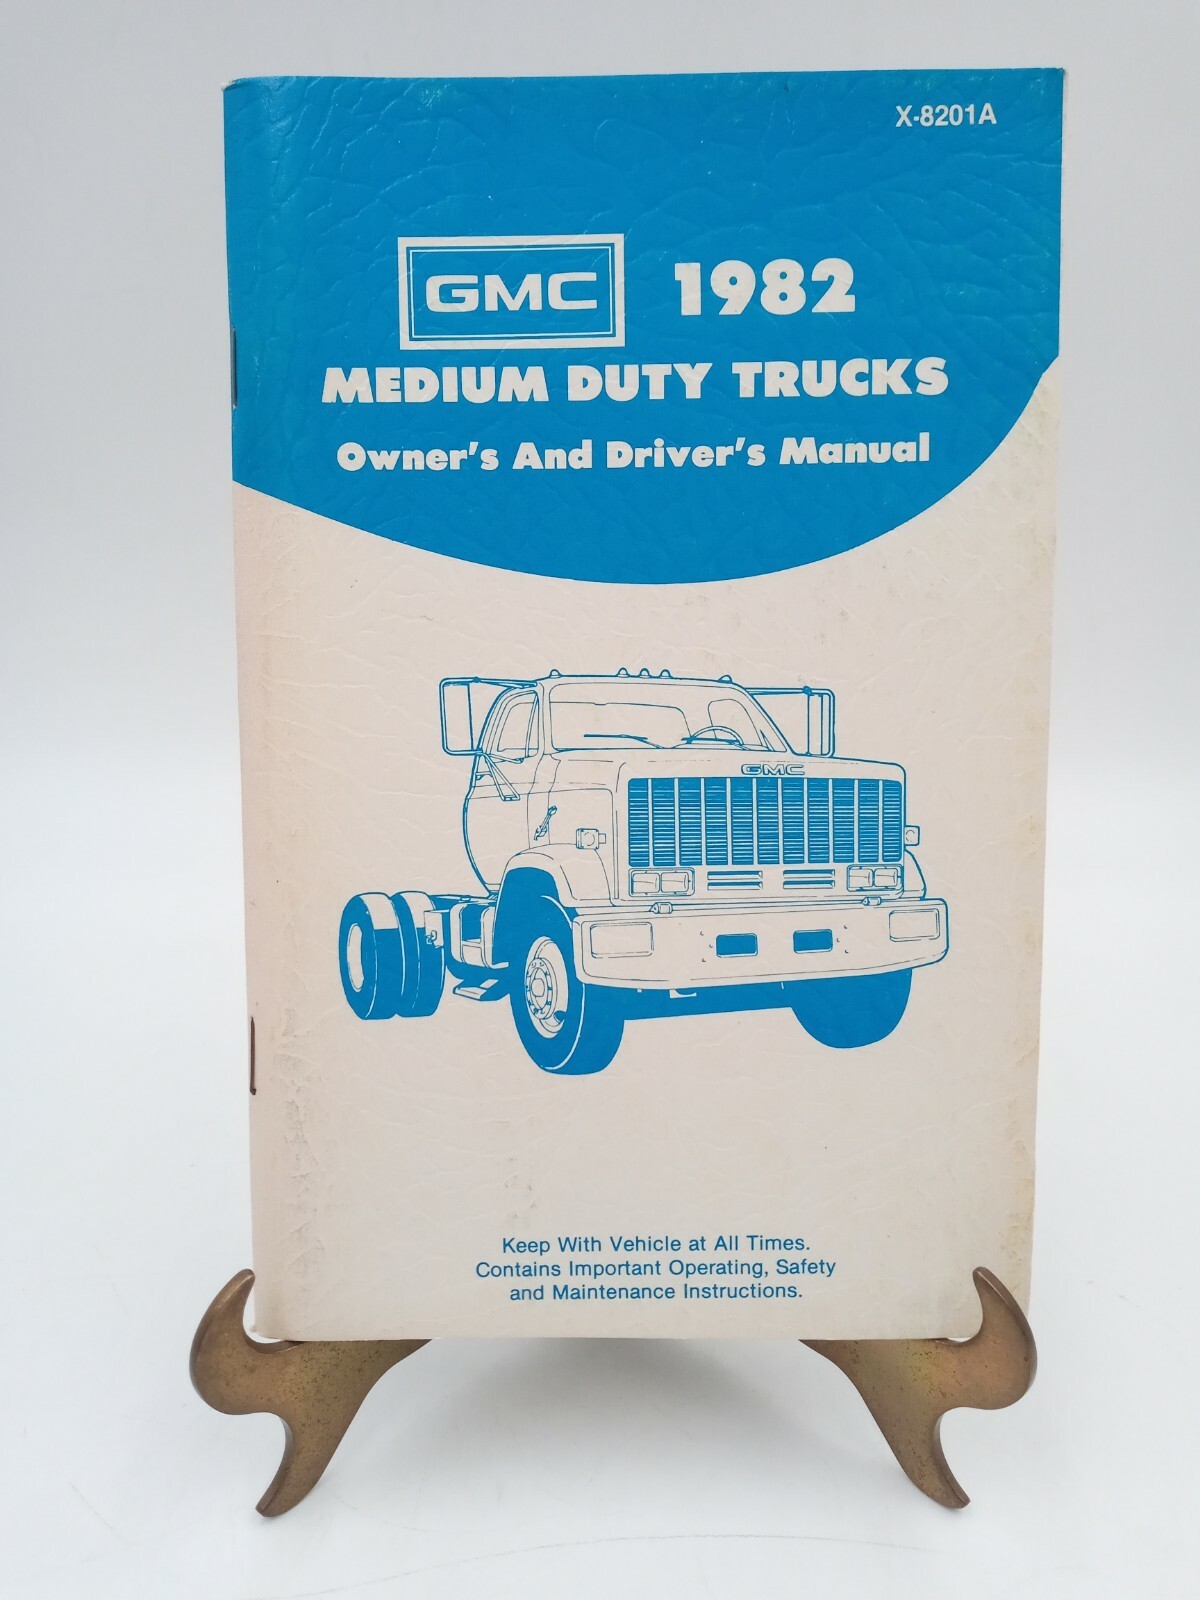 X-8201A
GMC 1982
MEDIUM DUTY TRUCKS
Owner's And Driver's Manual
GMC
Keep With Vehicle at All Times.
Contains Important Operating, Safety
and Maintenance Instructions.